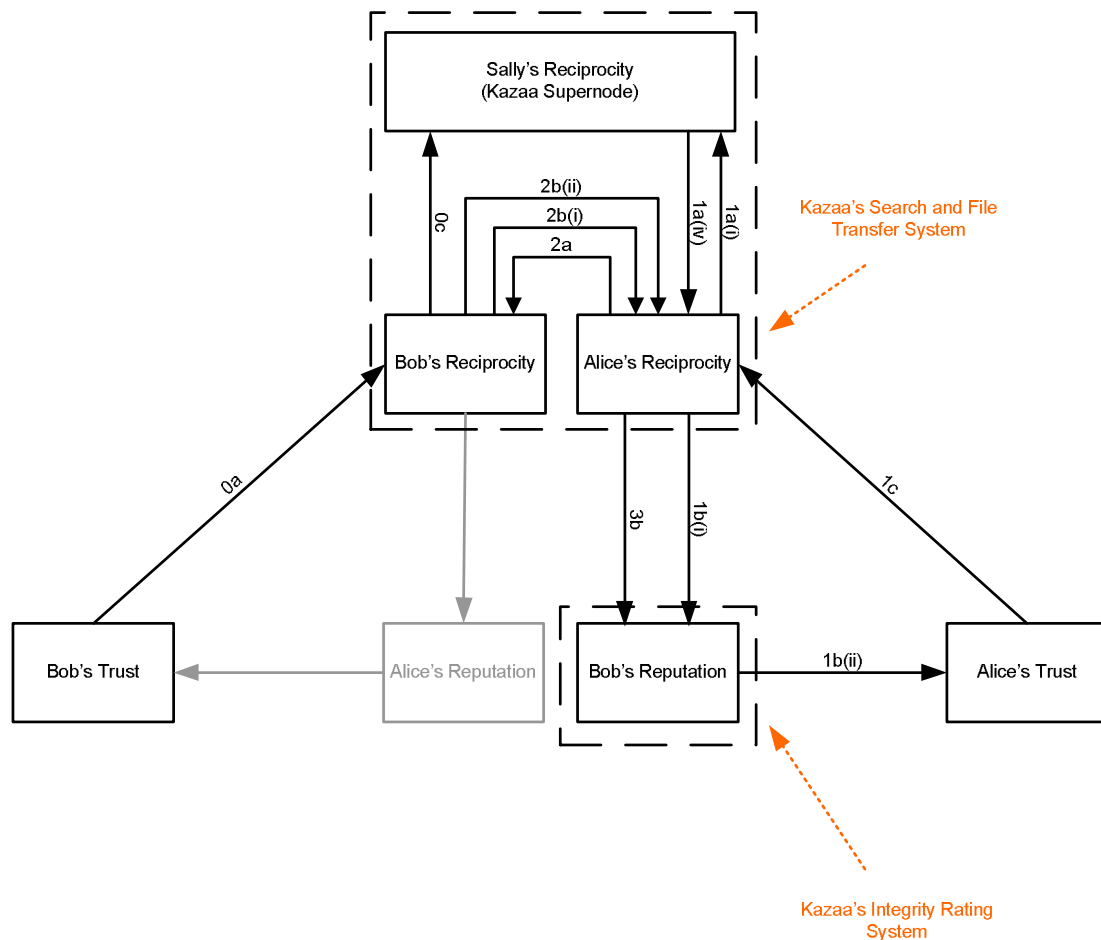 Sally’s Reciprocity
(Kazaa Supernode)
2b(ii)
2b(i)
2a
0c
1a(iv)
1a(i)
Kazaa’s Search and File
Transfer System
Bob’s Reciprocity
Alice’s Reciprocity
0a
3b
1b(i)
1c
Bob’s Trust
Alice’s Reputation
Bob’s Reputation
1b(ii)
Alice’s Trust
Kazaa’s Integrity Rating
System